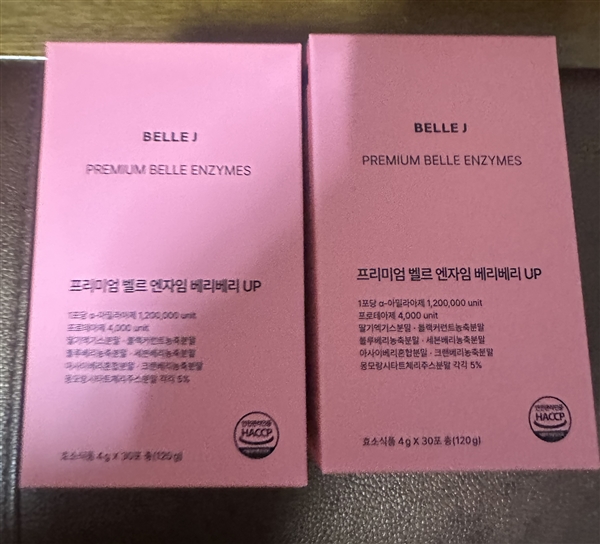 BELLE J
PREMIUM BELLE ENZYMES
프리미엄 벨르 엔자임 베리베리 UP
1포당 α-아밀라아제 1,200,000 unit
프로테아제 4,000 unit
딸기엑기스분말 · 블랙커런트농축분말
블루베리농축분말 · 세븐베리농축분말
아사이베리혼합분말 · 크랜베리농축분말
몽모랑시타트체리주스분말 각각 5%
HACCP
효소식품 4g X 30포 총(120g)
BELLE J
PREMIUM BELLE ENZYMES
프리미엄 벨르 엔자임 베리베리 UP
1포당 α-아밀라아제 1,200,000 unit
프로테아제 4,000 unit
딸기엑기스분말 · 블랙커런트농축분말
블루베리농축분말 · 세븐베리농축분말
아사이베리혼합분말 · 크랜베리농축분말
몽모랑시타트체리주스분말 각각 5%
안전관리인증
HACCP
효소식품 4g X 30포 총(120g)